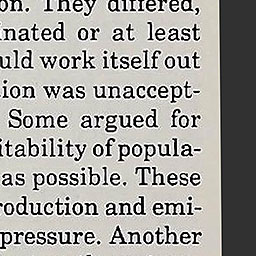 on. They differed,
inated or at least
uld work itself out
tion was unaccept-
Some argued for
itability of popula-
as possible. These
roduction and emi-
pressure. Another